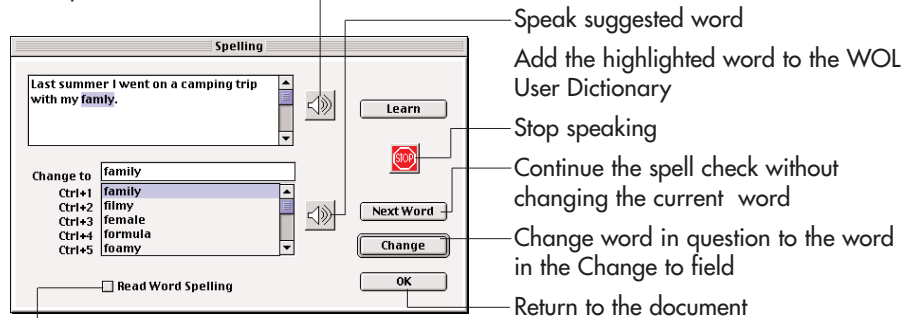 Speak suggested word
Spelling
Add the highlighted word to the WOL
User Dictionary
Last summer I went on a camping trip
with my famly.
Learn
Stop speaking
STOP
Change to family
Ctrl+1 family
Ctrl+2 filmy
Ctrl+3 female
Ctrl+4 formula
Ctrl+5 foamy
Continue the spell check without
changing the current word
Next Word
Change
Change word in question to the word
in the Change to field
Read Word Spelling
OK
Return to the document